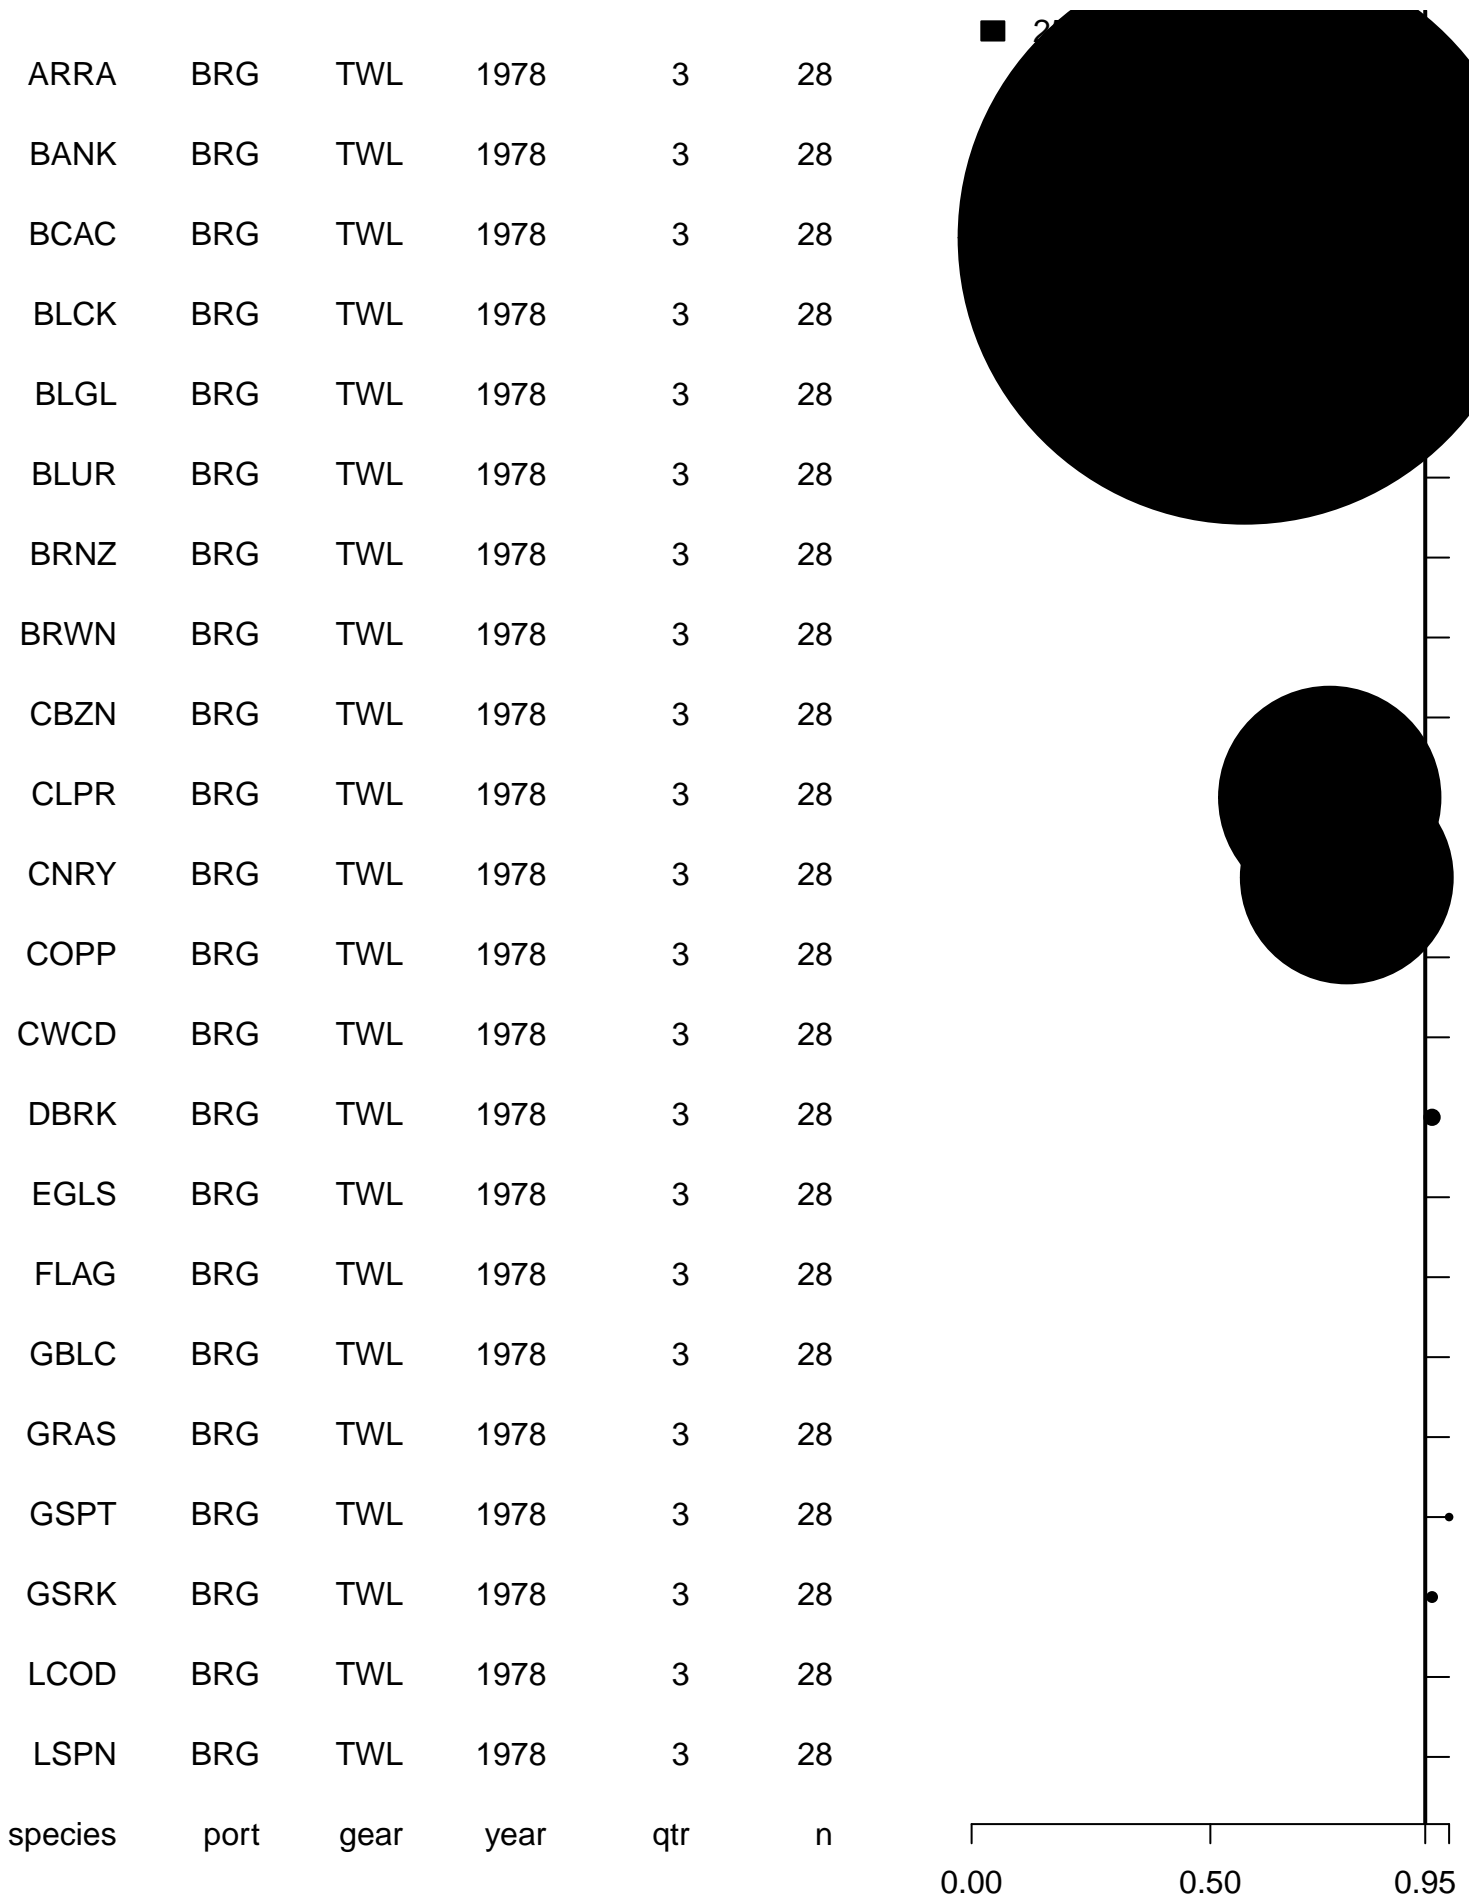 ARRA BRG TWL 1978 3 28
BANK BRG TWL 1978 3 28
BCAC BRG TWL 1978 3 28
BLCK BRG TWL 1978 3 28
BLGL BRG TWL 1978 3 28
BLUR BRG TWL 1978 3 28
BRNZ BRG TWL 1978 3 28
BRWN BRG TWL 1978 3 28
CBZN BRG TWL 1978 3 28
CLPR BRG TWL 1978 3 28
CNRY BRG TWL 1978 3 28
COPP BRG TWL 1978 3 28
CWCD BRG TWL 1978 3 28
DBRK BRG TWL 1978 3 28
EGLS BRG TWL 1978 3 28
FLAG BRG TWL 1978 3 28
GBLC BRG TWL 1978 3 28
GRAS BRG TWL 1978 3 28
GSPT BRG TWL 1978 3 28
GSRK BRG TWL 1978 3 28
LCOD BRG TWL 1978 3 28
LSPN BRG TWL 1978 3 28
species port gear year qtr n
0.00 0.50 0.95